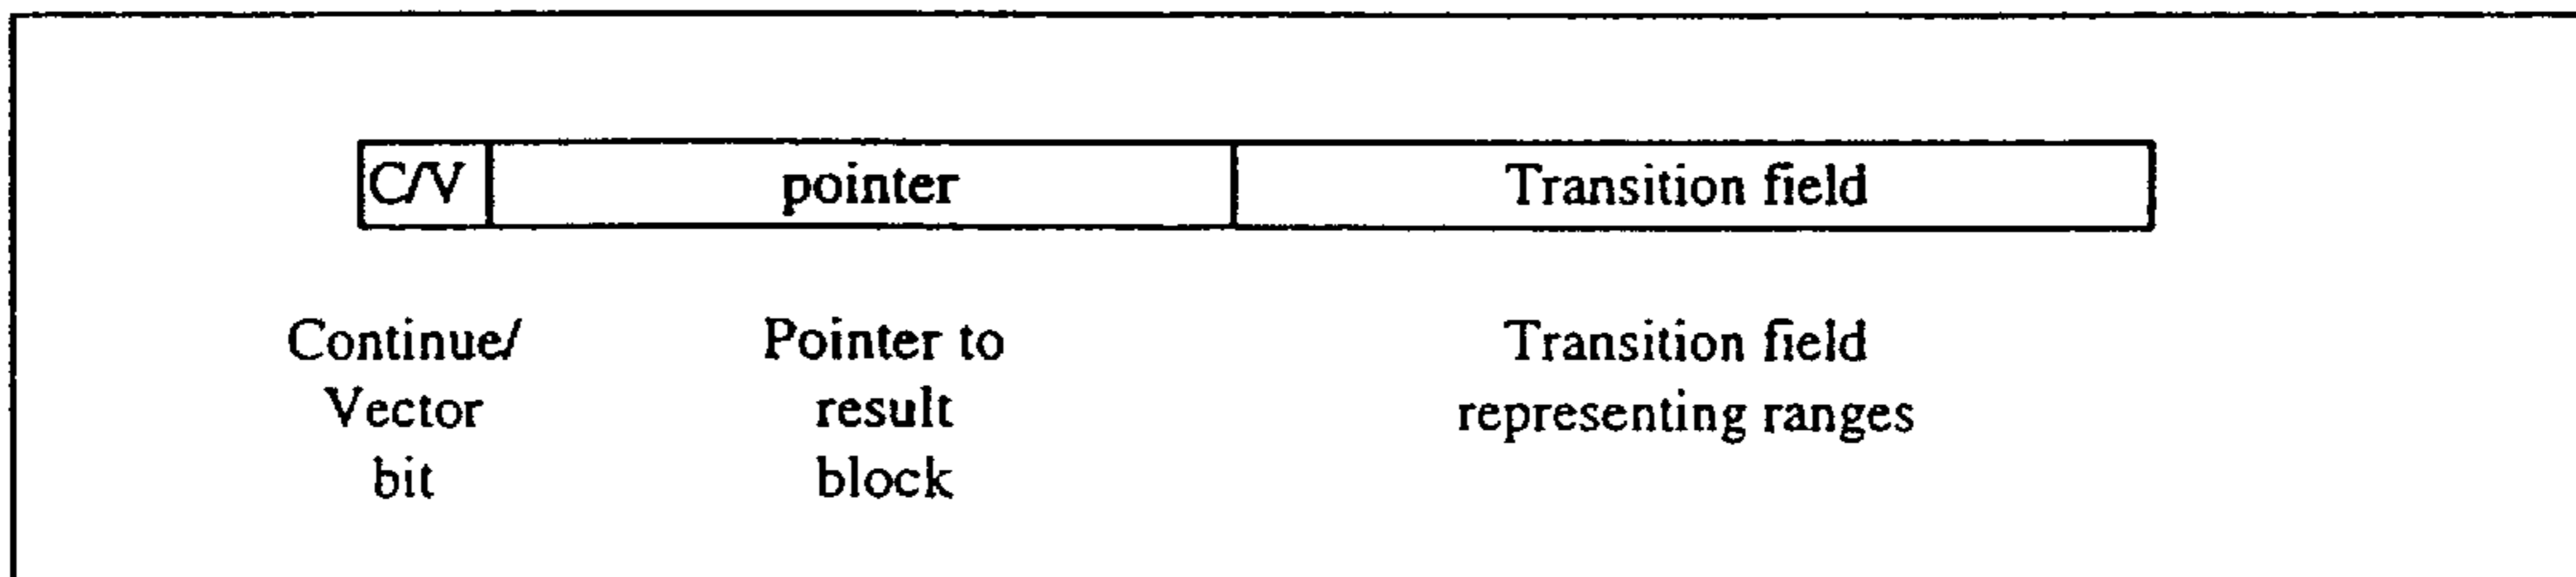 C/V pointer Transition field
Continue/ Pointer to Transition field
Vector result representing ranges
bit block